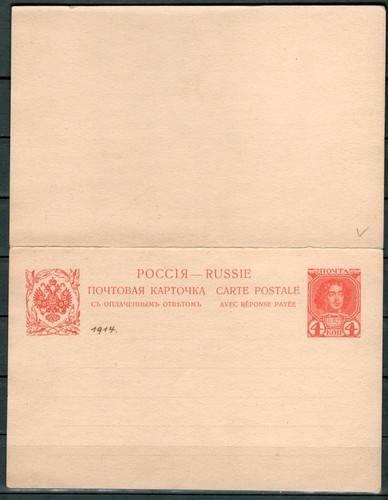 РОССІЯ — RUSSIE
ПОЧТОВАЯ КАРТОЧКА CARTE POSTALE
СЪ ОПЛАЧЕННЫМЪ ОТВѢТОМЪ AVEC RÉPONSE PAYÉE
1914.
ПОЧТА
4 4
КОП